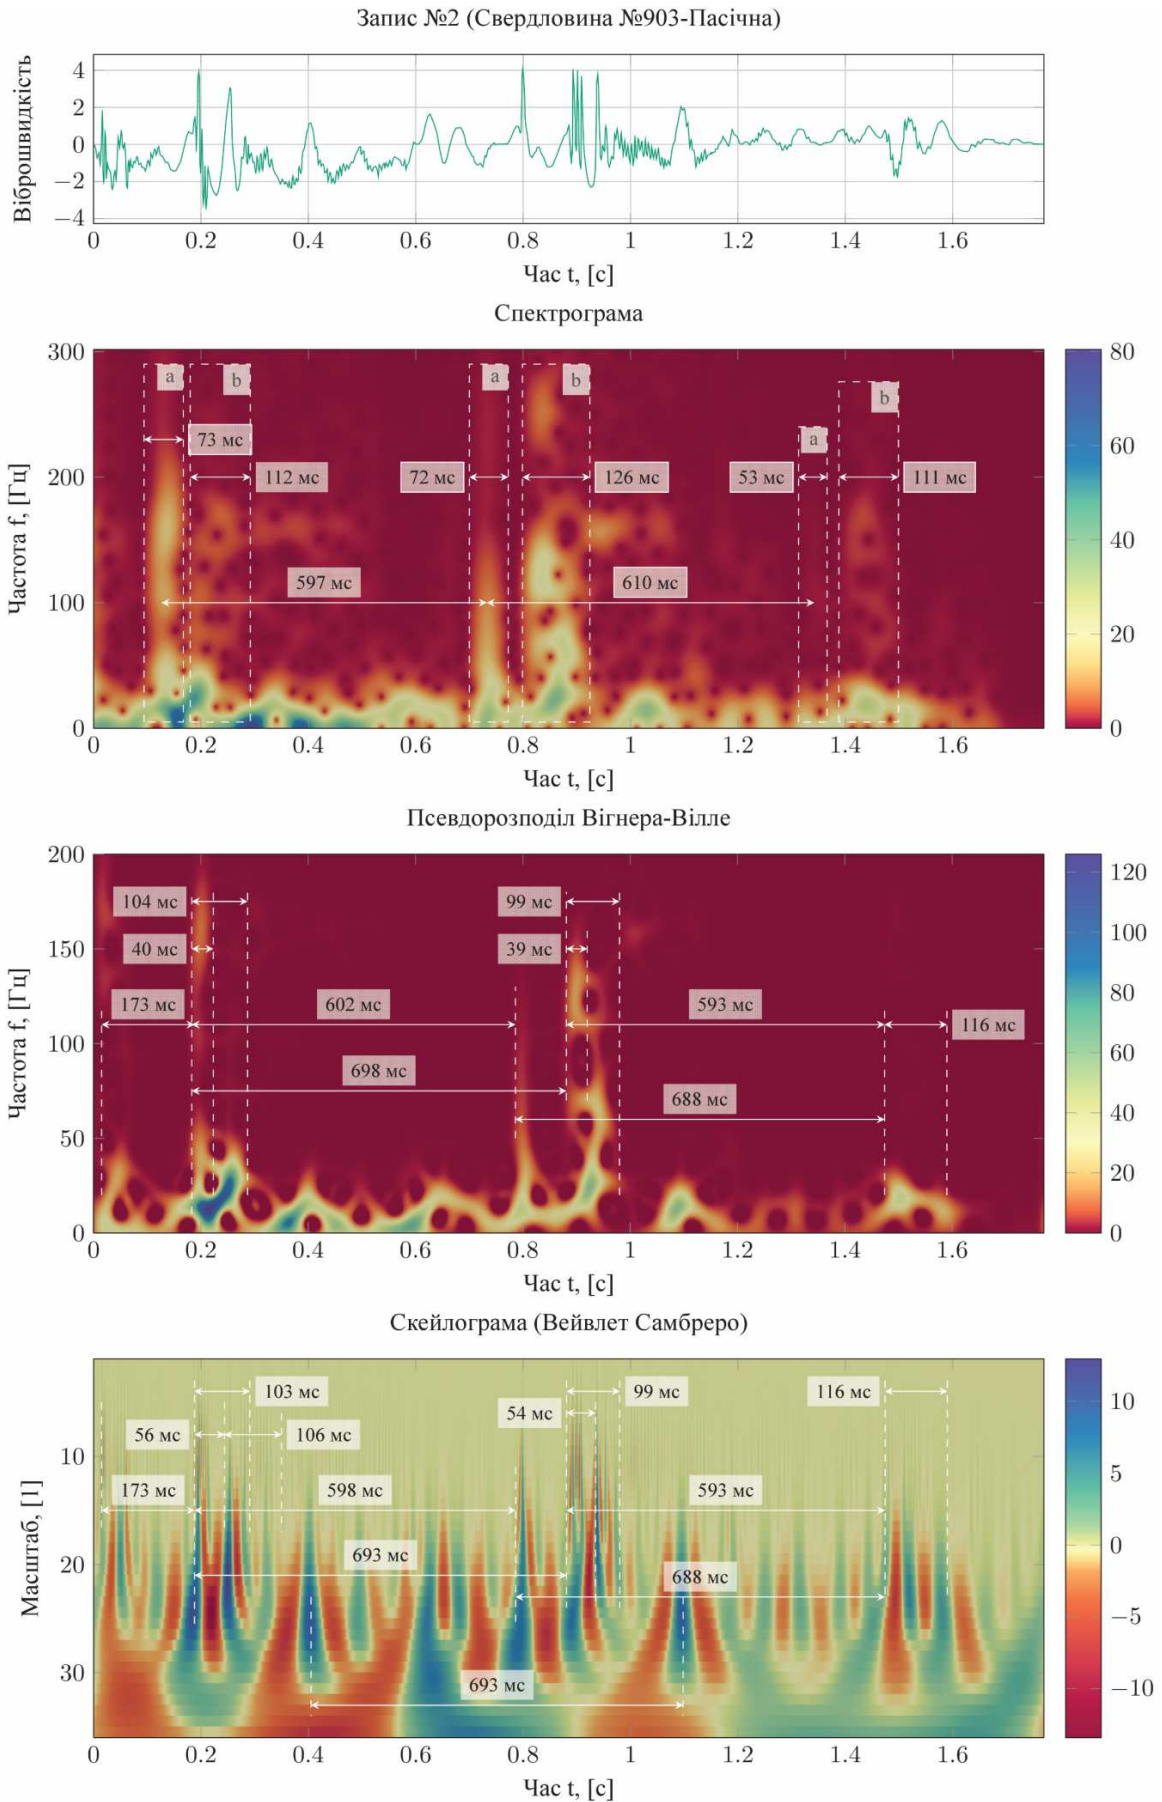 Запис №2 (Свердловина №903-Пасічна)
Віброшвидкість
4
2
0
−2
−4
0 0.2 0.4 0.6 0.8 1 1.2 1.4 1.6
Час t, [с]
Спектрограма
Частота f, [Гц]
300
200
100
0
a b a b a b
73 мс
112 мс 72 мс 126 мс 53 мс 111 мс
597 мс 610 мс
80
60
40
20
0
0 0.2 0.4 0.6 0.8 1 1.2 1.4 1.6
Час t, [с]
Псевдорозподіл Вігнера-Вілле
Частота f, [Гц]
200
150
100
50
0
104 мс 99 мс
40 мс 39 мс
173 мс 602 мс 593 мс 116 мс
698 мс
688 мс
120
100
80
60
40
20
0
0 0.2 0.4 0.6 0.8 1 1.2 1.4 1.6
Час t, [с]
Скейлограма (Вейвлет Самбреро)
Масштаб, [1]
10
20
30
103 мс 99 мс 116 мс
54 мс
56 мс 106 мс
173 мс 598 мс 593 мс
693 мс
688 мс
693 мс
10
5
0
−5
−10
0 0.2 0.4 0.6 0.8 1 1.2 1.4 1.6
Час t, [с]